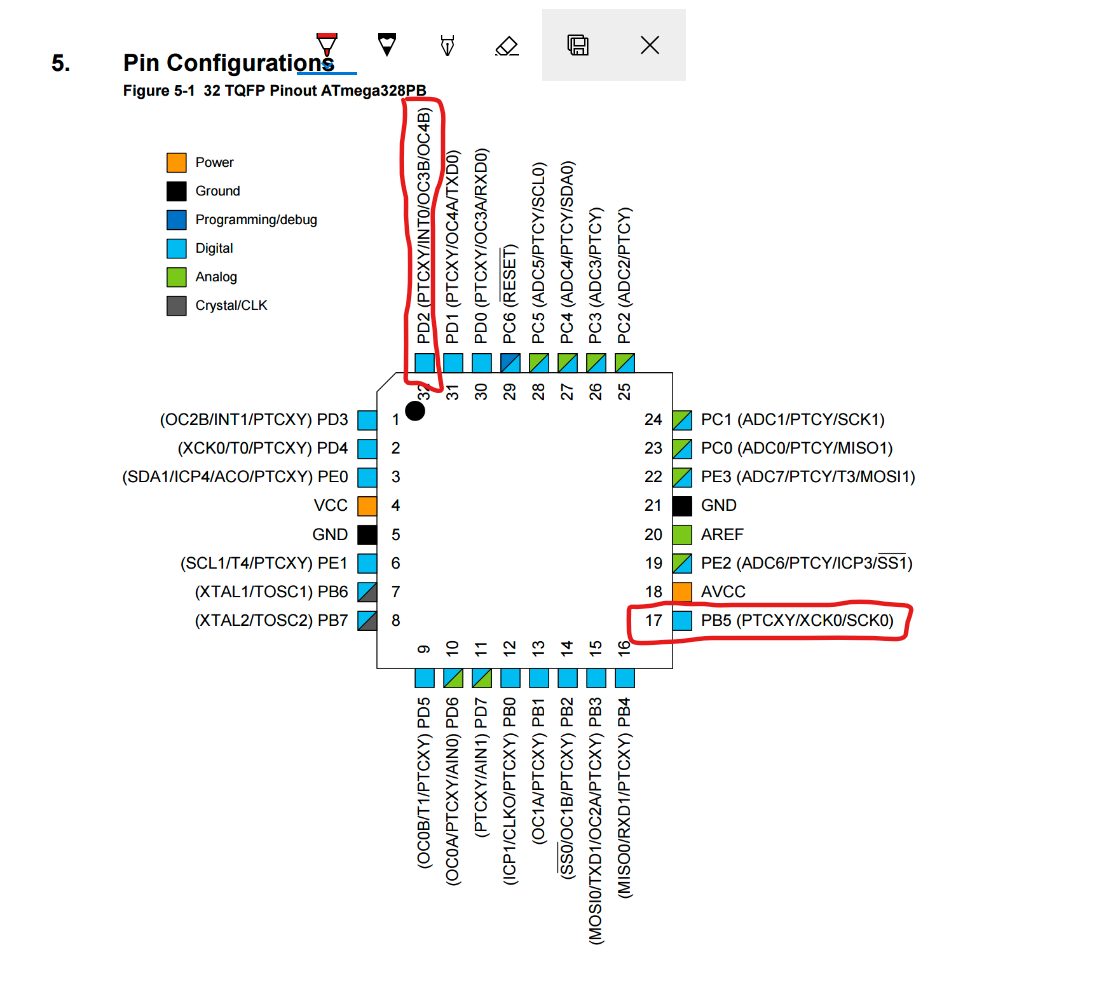 5. Pin Configurations
Figure 5-1 32 TQFP Pinout ATmega328PB
Power
Ground
Programming/debug
Digital
Analog
Crystal/CLK
PD2 (PTCXY/INT0/OC3B/OC4B)
PD1 (PTCXY/OC4A/TXD0)
PD0 (PTCXY/OC3A/RXD0)
PC6 (RESET)
PC5 (ADC5/PTCY/SCL0)
PC4 (ADC4/PTCY/SDA0)
PC3 (ADC3/PTCY)
PC2 (ADC2/PTCY)
32
31
30
29
28
27
26
25
(OC2B/INT1/PTCXY) PD3 1
(XCK0/T0/PTCXY) PD4 2
(SDA1/ICP4/ACO/PTCXY) PE0 3
VCC 4
GND 5
(SCL1/T4/PTCXY) PE1 6
(XTAL1/TOSC1) PB6 7
(XTAL2/TOSC2) PB7 8
24 PC1 (ADC1/PTCY/SCK1)
23 PC0 (ADC0/PTCY/MISO1)
22 PE3 (ADC7/PTCY/T3/MOSI1)
21 GND
20 AREF
19 PE2 (ADC6/PTCY/ICP3/SS1)
18 AVCC
17 PB5 (PTCXY/XCK0/SCK0)
9
10
11
12
13
14
15
16
(OC0B/T1/PTCXY) PD5
(OC0A/PTCXY/AIN0) PD6
(PTCXY/AIN1) PD7
(ICP1/CLKO/PTCXY) PB0
(OC1A/PTCXY) PB1
(SS0/OC1B/PTCXY) PB2
(MOSI0/TXD1/OC2A/PTCXY) PB3
(MISO0/RXD1/PTCXY) PB4